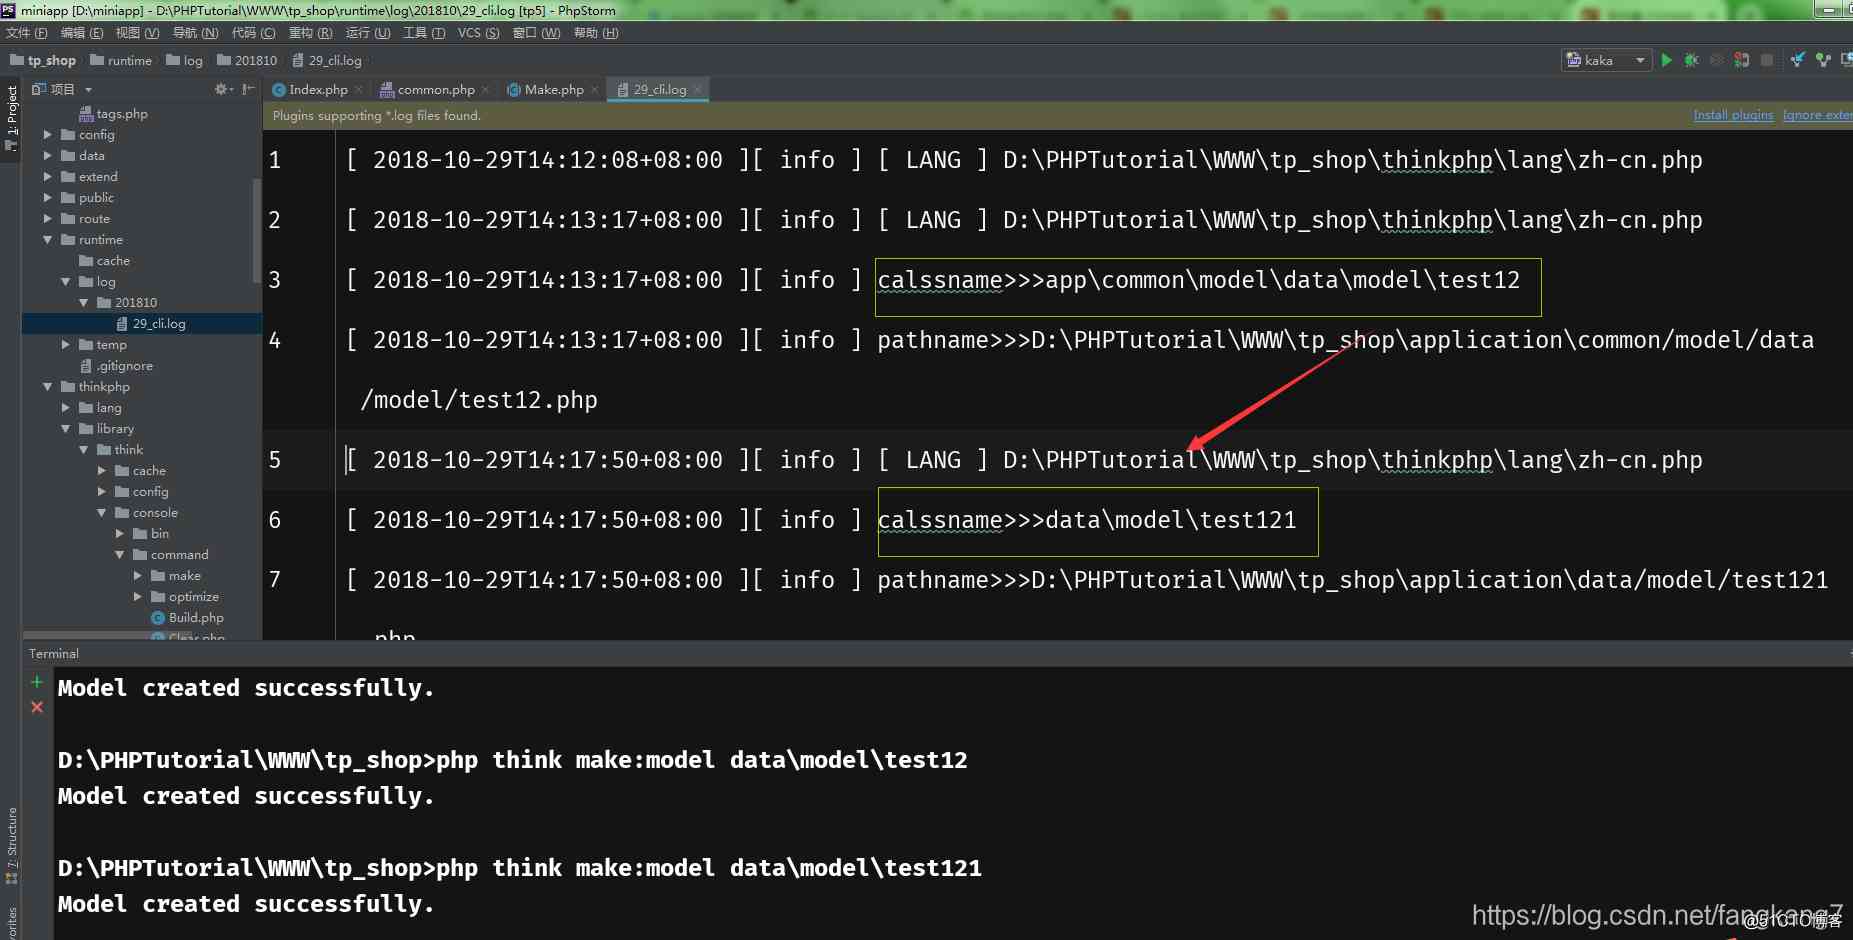 miniapp [D:\miniapp] - D:\PHPTutorial\WWW\tp_shop\runtime\log\201810\29_cli.log [tp5] - PhpStorm
文件 (F) 编辑 (E) 视图 (V) 导航 (N) 代码 (C) 重构 (R) 运行 (U) 工具 (T) VCS (S) 窗口 (W) 帮助 (H)
tp_shop runtime log 201810 29_cli.log kaka
项目 Index.php common.php Make.php 29_cli.log
Plugins supporting *.log files found. Install plugins Ignore exter
1: Project
tags.php
config
data
extend
public
route
runtime
cache
log
201810
29_cli.log
temp
.gitignore
thinkphp
lang
library
think
cache
config
console
bin
command
make
optimize
Build.php
Clear.php
1 [ 2018-10-29T14:12:08+08:00 ][ info ] [ LANG ] D:\PHPTutorial\WWW\tp_shop\thinkphp\lang\zh-cn.php
2 [ 2018-10-29T14:13:17+08:00 ][ info ] [ LANG ] D:\PHPTutorial\WWW\tp_shop\thinkphp\lang\zh-cn.php
3 [ 2018-10-29T14:13:17+08:00 ][ info ] calssname>>>app\common\model\data\model\test12
4 [ 2018-10-29T14:13:17+08:00 ][ info ] pathname>>>D:\PHPTutorial\WWW\tp_shop\application\common/model/data
/model/test12.php
5 [ 2018-10-29T14:17:50+08:00 ][ info ] [ LANG ] D:\PHPTutorial\WWW\tp_shop\thinkphp\lang\zh-cn.php
6 [ 2018-10-29T14:17:50+08:00 ][ info ] calssname>>>data\model\test121
7 [ 2018-10-29T14:17:50+08:00 ][ info ] pathname>>>D:\PHPTutorial\WWW\tp_shop\application\data/model/test121
php
Terminal
Model created successfully.
D:\PHPTutorial\WWW\tp_shop>php think make:model data\model\test12
Model created successfully.
D:\PHPTutorial\WWW\tp_shop>php think make:model data\model\test121
Model created successfully.
7: Structure
vorites
https://blog.csdn.net/fangkang7
@51CTO博客